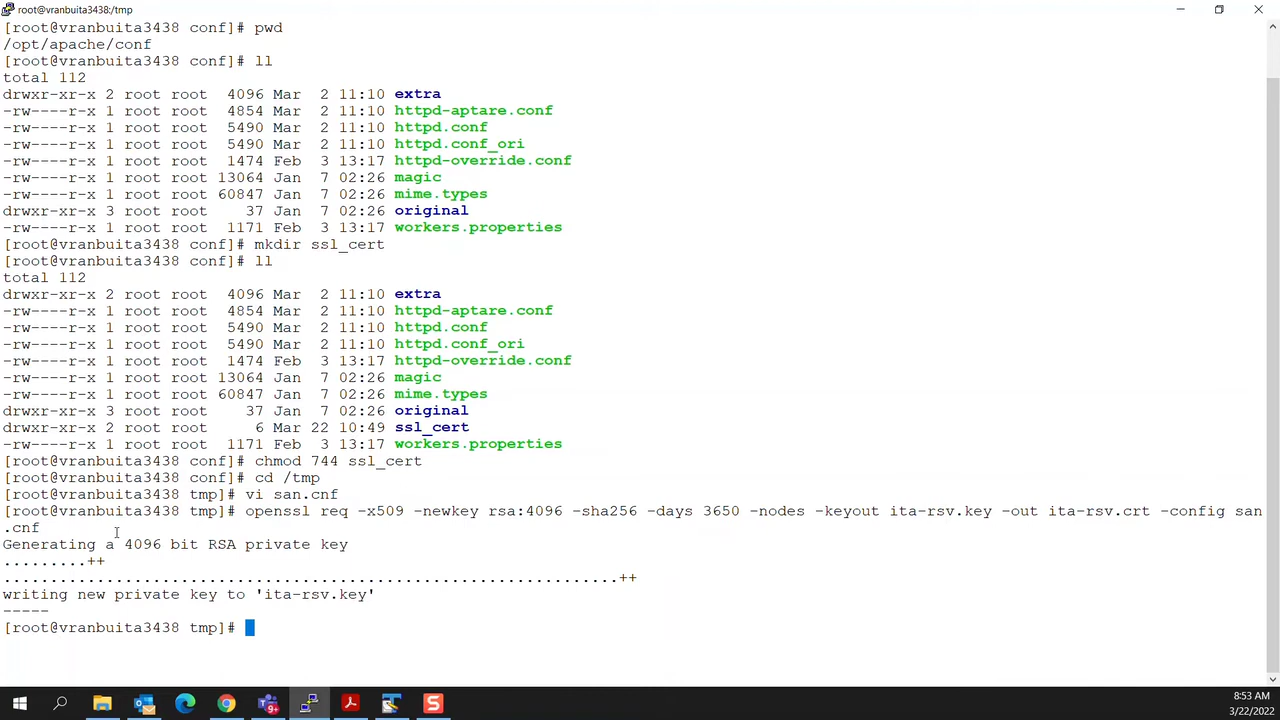 root@vranbuita3438:/tmp
[root@vranbuita3438 conf]# pwd
/opt/apache/conf
[root@vranbuita3438 conf]# ll
total 112
drwxr-xr-x 2 root root  4096 Mar  2 11:10 extra
-rw----r-x 1 root root  4854 Mar  2 11:10 httpd-aptare.conf
-rw----r-x 1 root root  5490 Mar  2 11:10 httpd.conf
-rw----r-x 1 root root  5490 Mar  2 11:10 httpd.conf_ori
-rw----r-x 1 root root  1474 Feb  3 13:17 httpd-override.conf
-rw----r-x 1 root root 13064 Jan  7 02:26 magic
-rw----r-x 1 root root 60847 Jan  7 02:26 mime.types
drwxr-xr-x 3 root root    37 Jan  7 02:26 original
-rw----r-x 1 root root  1171 Feb  3 13:17 workers.properties
[root@vranbuita3438 conf]# mkdir ssl_cert
[root@vranbuita3438 conf]# ll
total 112
drwxr-xr-x 2 root root  4096 Mar  2 11:10 extra
-rw----r-x 1 root root  4854 Mar  2 11:10 httpd-aptare.conf
-rw----r-x 1 root root  5490 Mar  2 11:10 httpd.conf
-rw----r-x 1 root root  5490 Mar  2 11:10 httpd.conf_ori
-rw----r-x 1 root root  1474 Feb  3 13:17 httpd-override.conf
-rw----r-x 1 root root 13064 Jan  7 02:26 magic
-rw----r-x 1 root root 60847 Jan  7 02:26 mime.types
drwxr-xr-x 3 root root    37 Jan  7 02:26 original
drwxr-xr-x 2 root root     6 Mar 22 10:49 ssl_cert
-rw----r-x 1 root root  1171 Feb  3 13:17 workers.properties
[root@vranbuita3438 conf]# chmod 744 ssl_cert
[root@vranbuita3438 conf]# cd /tmp
[root@vranbuita3438 tmp]# vi san.cnf
[root@vranbuita3438 tmp]# openssl req -x509 -newkey rsa:4096 -sha256 -days 3650 -nodes -keyout ita-rsv.key -out ita-rsv.crt -config san
.cnf
Generating a 4096 bit RSA private key
.........++
..................................................................++
writing new private key to 'ita-rsv.key'
-----
[root@vranbuita3438 tmp]#
9+
S
8:53 AM
3/22/2022